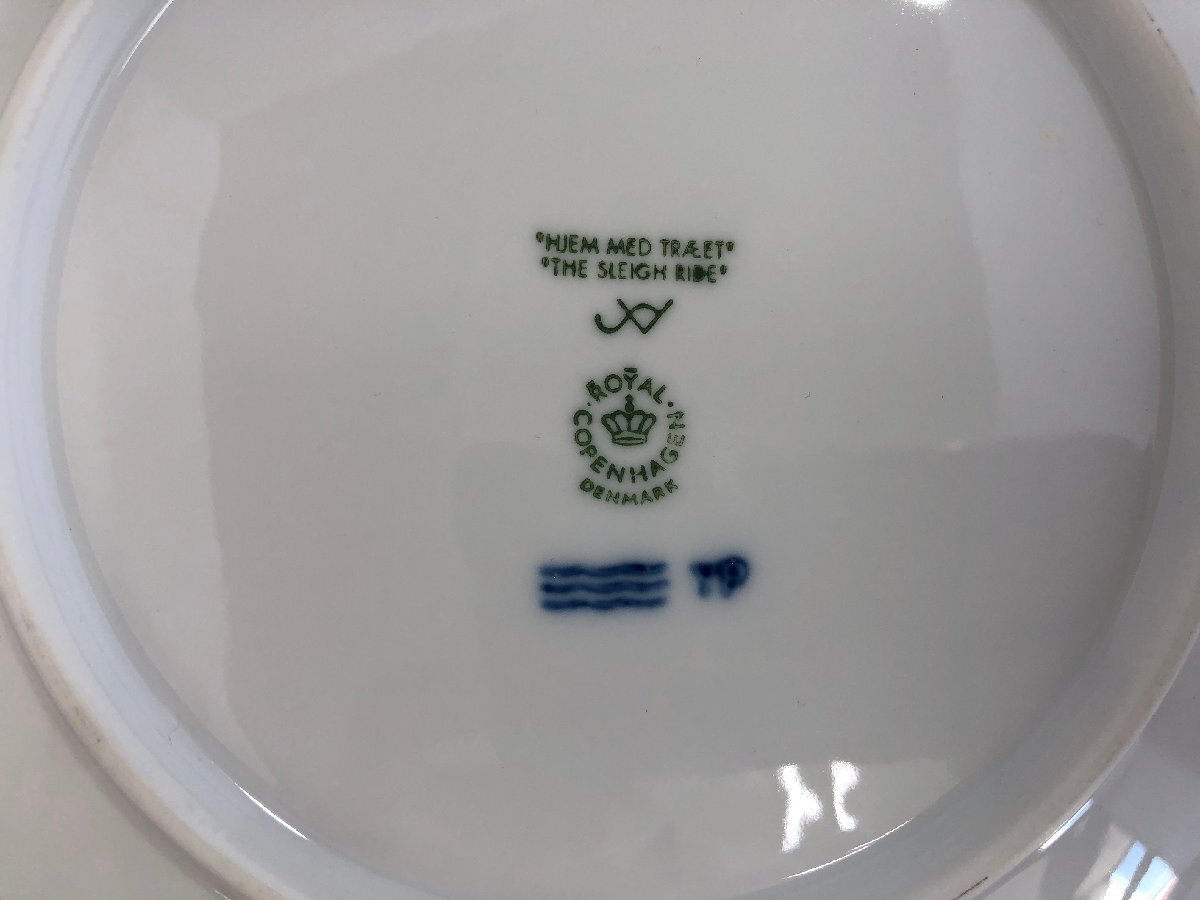 "HJEM MED TRÆET"
"THE SLEIGH RIDE"
ROYAL
COPENHAGEN
DENMARK